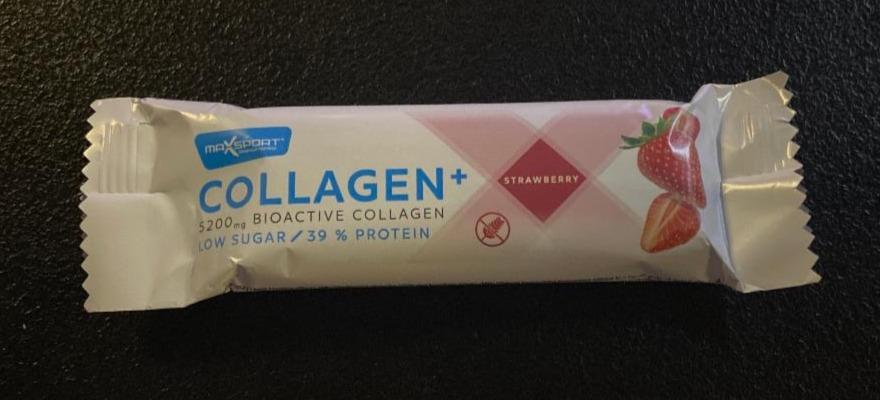 MAXSPORT
COLLAGEN+
5200mg BIOACTIVE COLLAGEN
LOW SUGAR / 39 % PROTEIN
STRAWBERRY